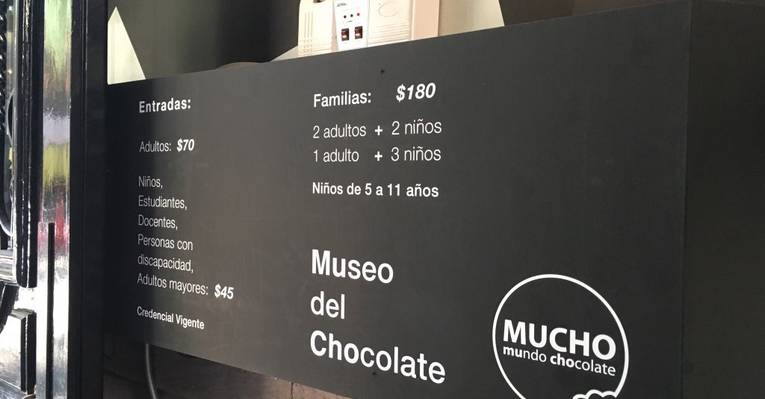 Entradas:
Adultos: $70
Niños,
Estudiantes,
Docentes,
Personas con
discapacidad,
Adultos mayores: $45
Credencial Vigente
Familias: $180
2 adultos + 2 niños
1 adulto + 3 niños
Niños de 5 a 11 años
Museo
del
Chocolate
MUCHO
mundo chocolate